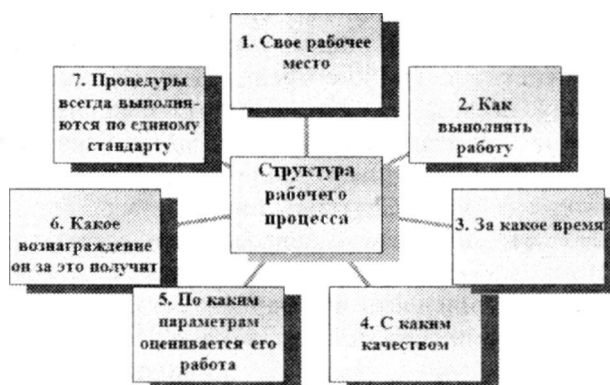 1. Свое рабочее
место
2. Как
выполнять
работу
3. За какое время
4. С каким
качеством
5. По каким
параметрам
оценивается его
работа
6. Какое
вознаграждение
он за это получит
7. Процедуры
всегда выполня-
ются по единому
стандарту
Структура
рабочего
процесса